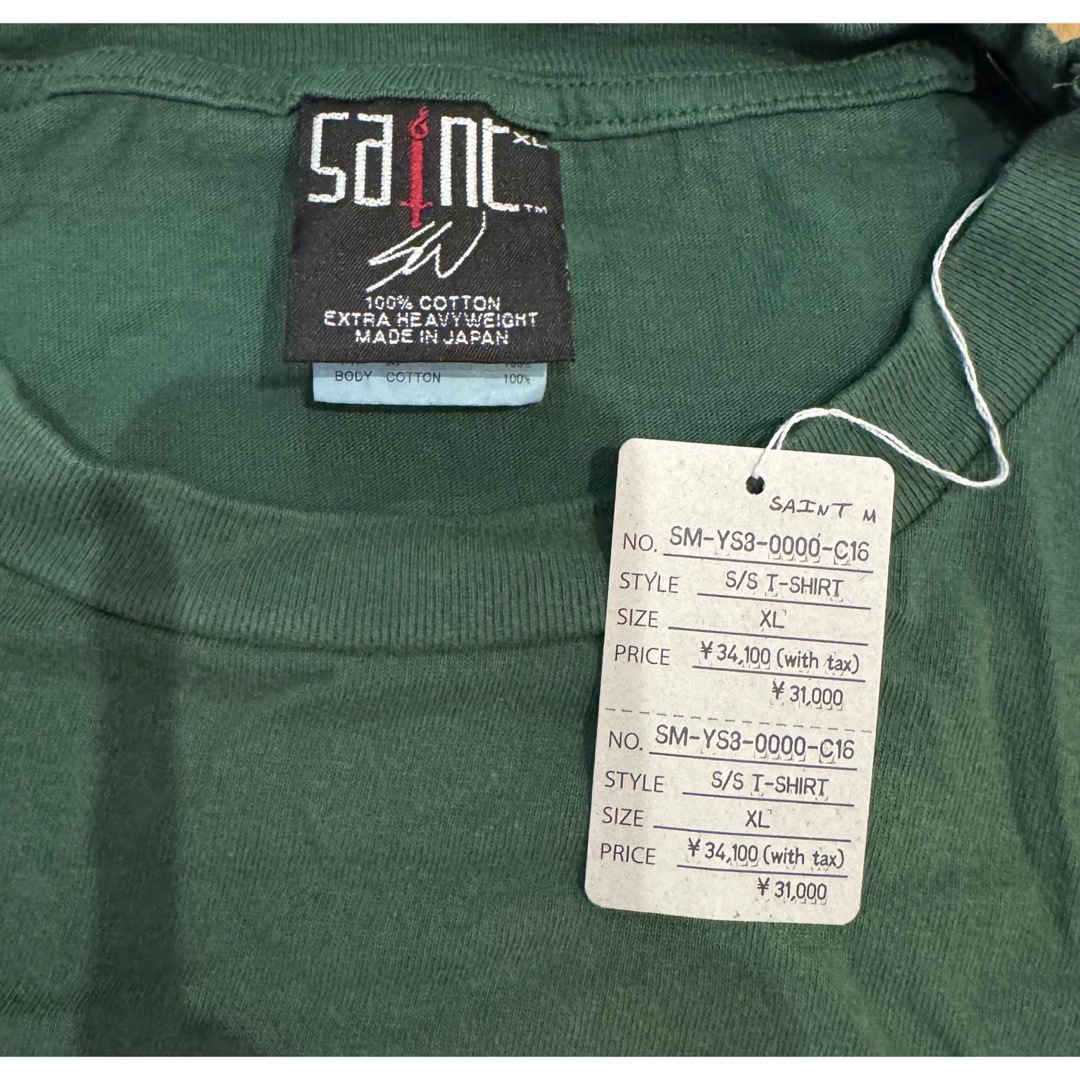 saint XL
TM
SW
100% COTTON
EXTRA HEAVYWEIGHT
MADE IN JAPAN
100%
BODY COTTON 100%
SAINT M
NO. SM-YS3-0000-C16
STYLE S/S T-SHIRT
SIZE XL
PRICE ¥34,100 (with tax)
¥31,000
NO. SM-YS3-0000-C16
STYLE S/S T-SHIRT
SIZE XL
PRICE ¥34,100 (with tax)
¥31,000